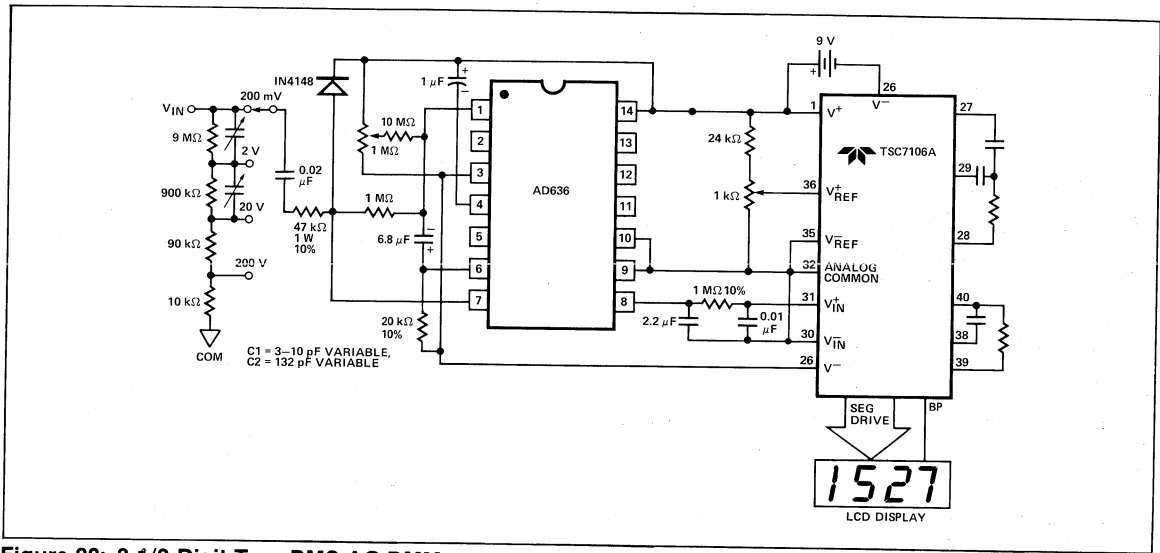 9 V
+
26
V−
IN4148
1 μF
+
−
VIN
200 mV
9 MΩ
2 V
900 kΩ
20 V
90 kΩ
200 V
10 kΩ
COM
0.02
μF
47 kΩ
1 W
10%
10 MΩ
1 MΩ
1 MΩ
6.8 μF
−
+
20 kΩ
10%
C1 = 3–10 pF VARIABLE,
C2 = 132 pF VARIABLE
1
2
3
4
5
6
7
AD636
14
13
12
11
10
9
8
24 kΩ
1 kΩ
1 MΩ 10%
2.2 μF
0.01
μF
1 V+
TSC7106A
36 V+REF
35 V−REF
32 ANALOG
COMMON
31 V+IN
30 V−IN
26 V−
27
29
28
40
38
39
SEG
DRIVE
BP
1527
LCD DISPLAY